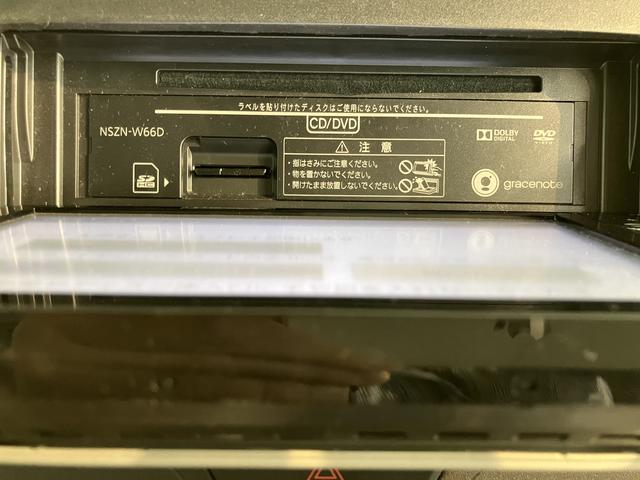 ラベルを貼り付けたディスクはご使用にならないでください。
CD/DVD
NSZN-W66D
SD
HC
⚠ 注意
・指はさみにご注意ください。
・物を置かないでください。
・開けたまま放置しないでください。
DOLBY
DIGITAL
DVD
VIDEO
gracenote